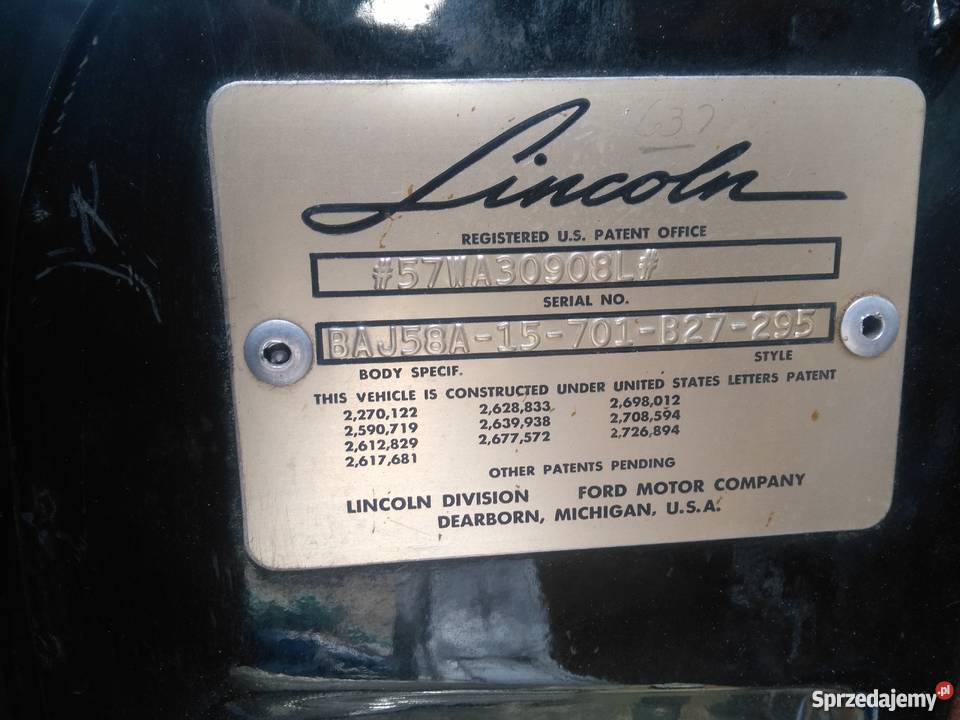 637
Lincoln
REGISTERED U.S. PATENT OFFICE
#57WA30908L#
SERIAL NO.
BAJ58A-15-701-B27-295
BODY SPECIF. STYLE
THIS VEHICLE IS CONSTRUCTED UNDER UNITED STATES LETTERS PATENT
2,270,122 2,628,833 2,698,012
2,590,719 2,639,938 2,708,594
2,612,829 2,677,572 2,726,894
2,617,681
OTHER PATENTS PENDING
LINCOLN DIVISION FORD MOTOR COMPANY
DEARBORN, MICHIGAN, U.S.A.
Sprzedajemy.pl